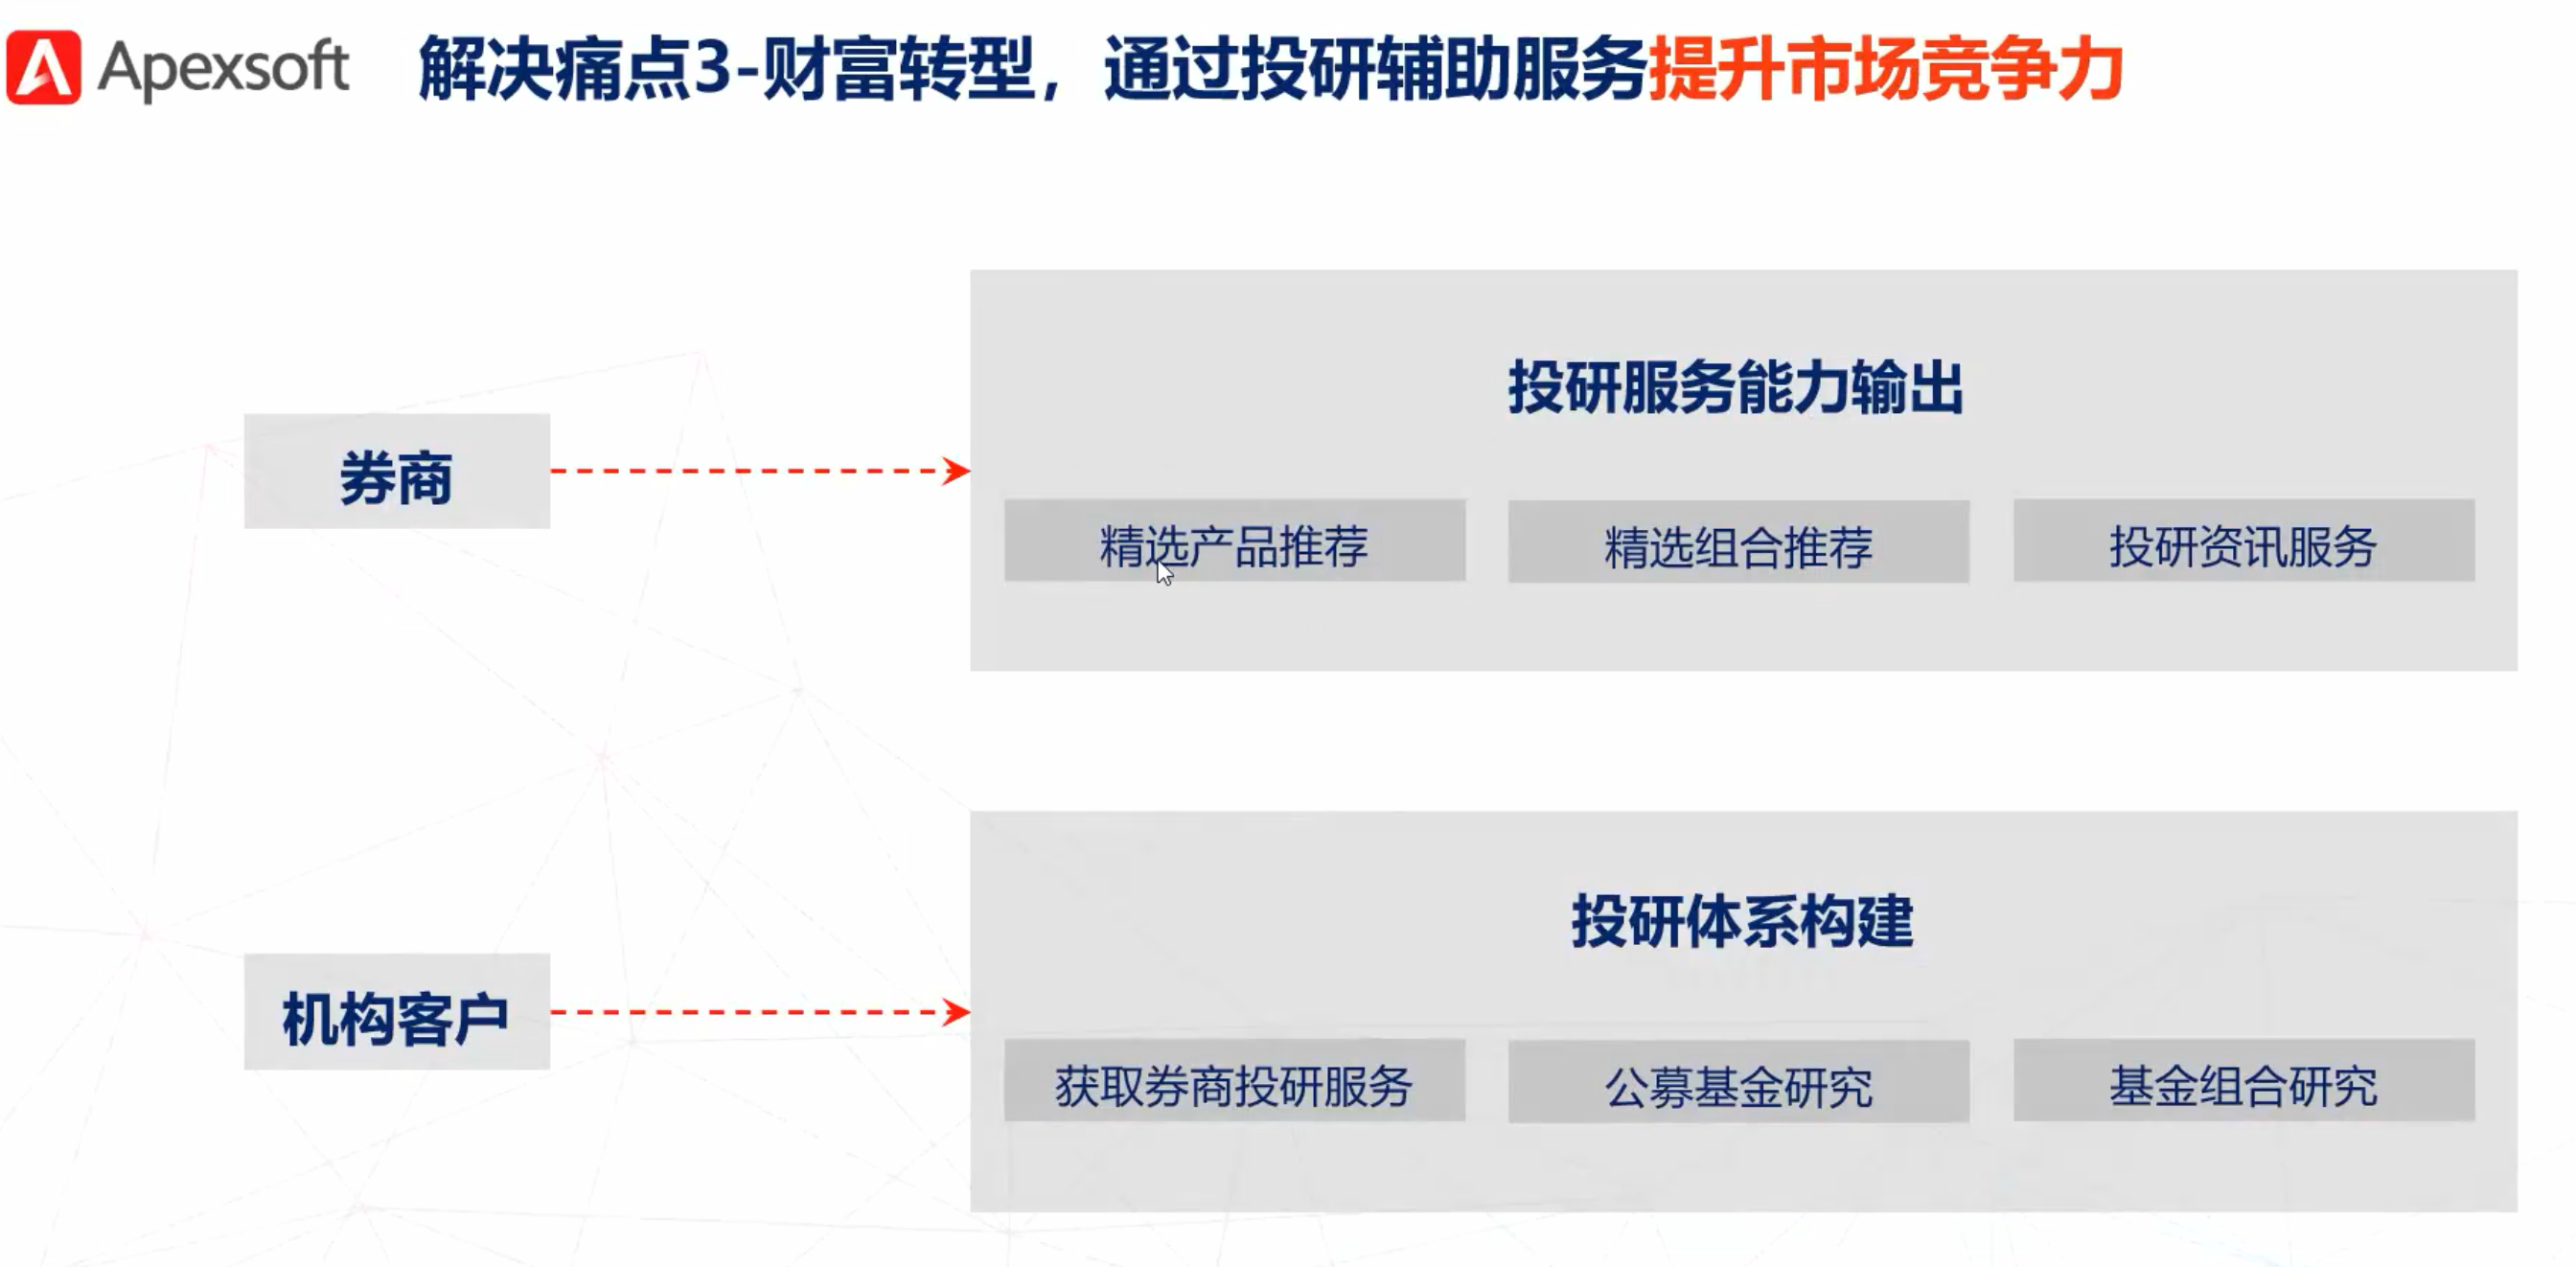 Apexsoft
解决痛点3-财富转型，通过投研辅助服务提升市场竞争力
券商
投研服务能力输出
精选产品推荐
精选组合推荐
投研资讯服务
机构客户
投研体系构建
获取券商投研服务
公募基金研究
基金组合研究